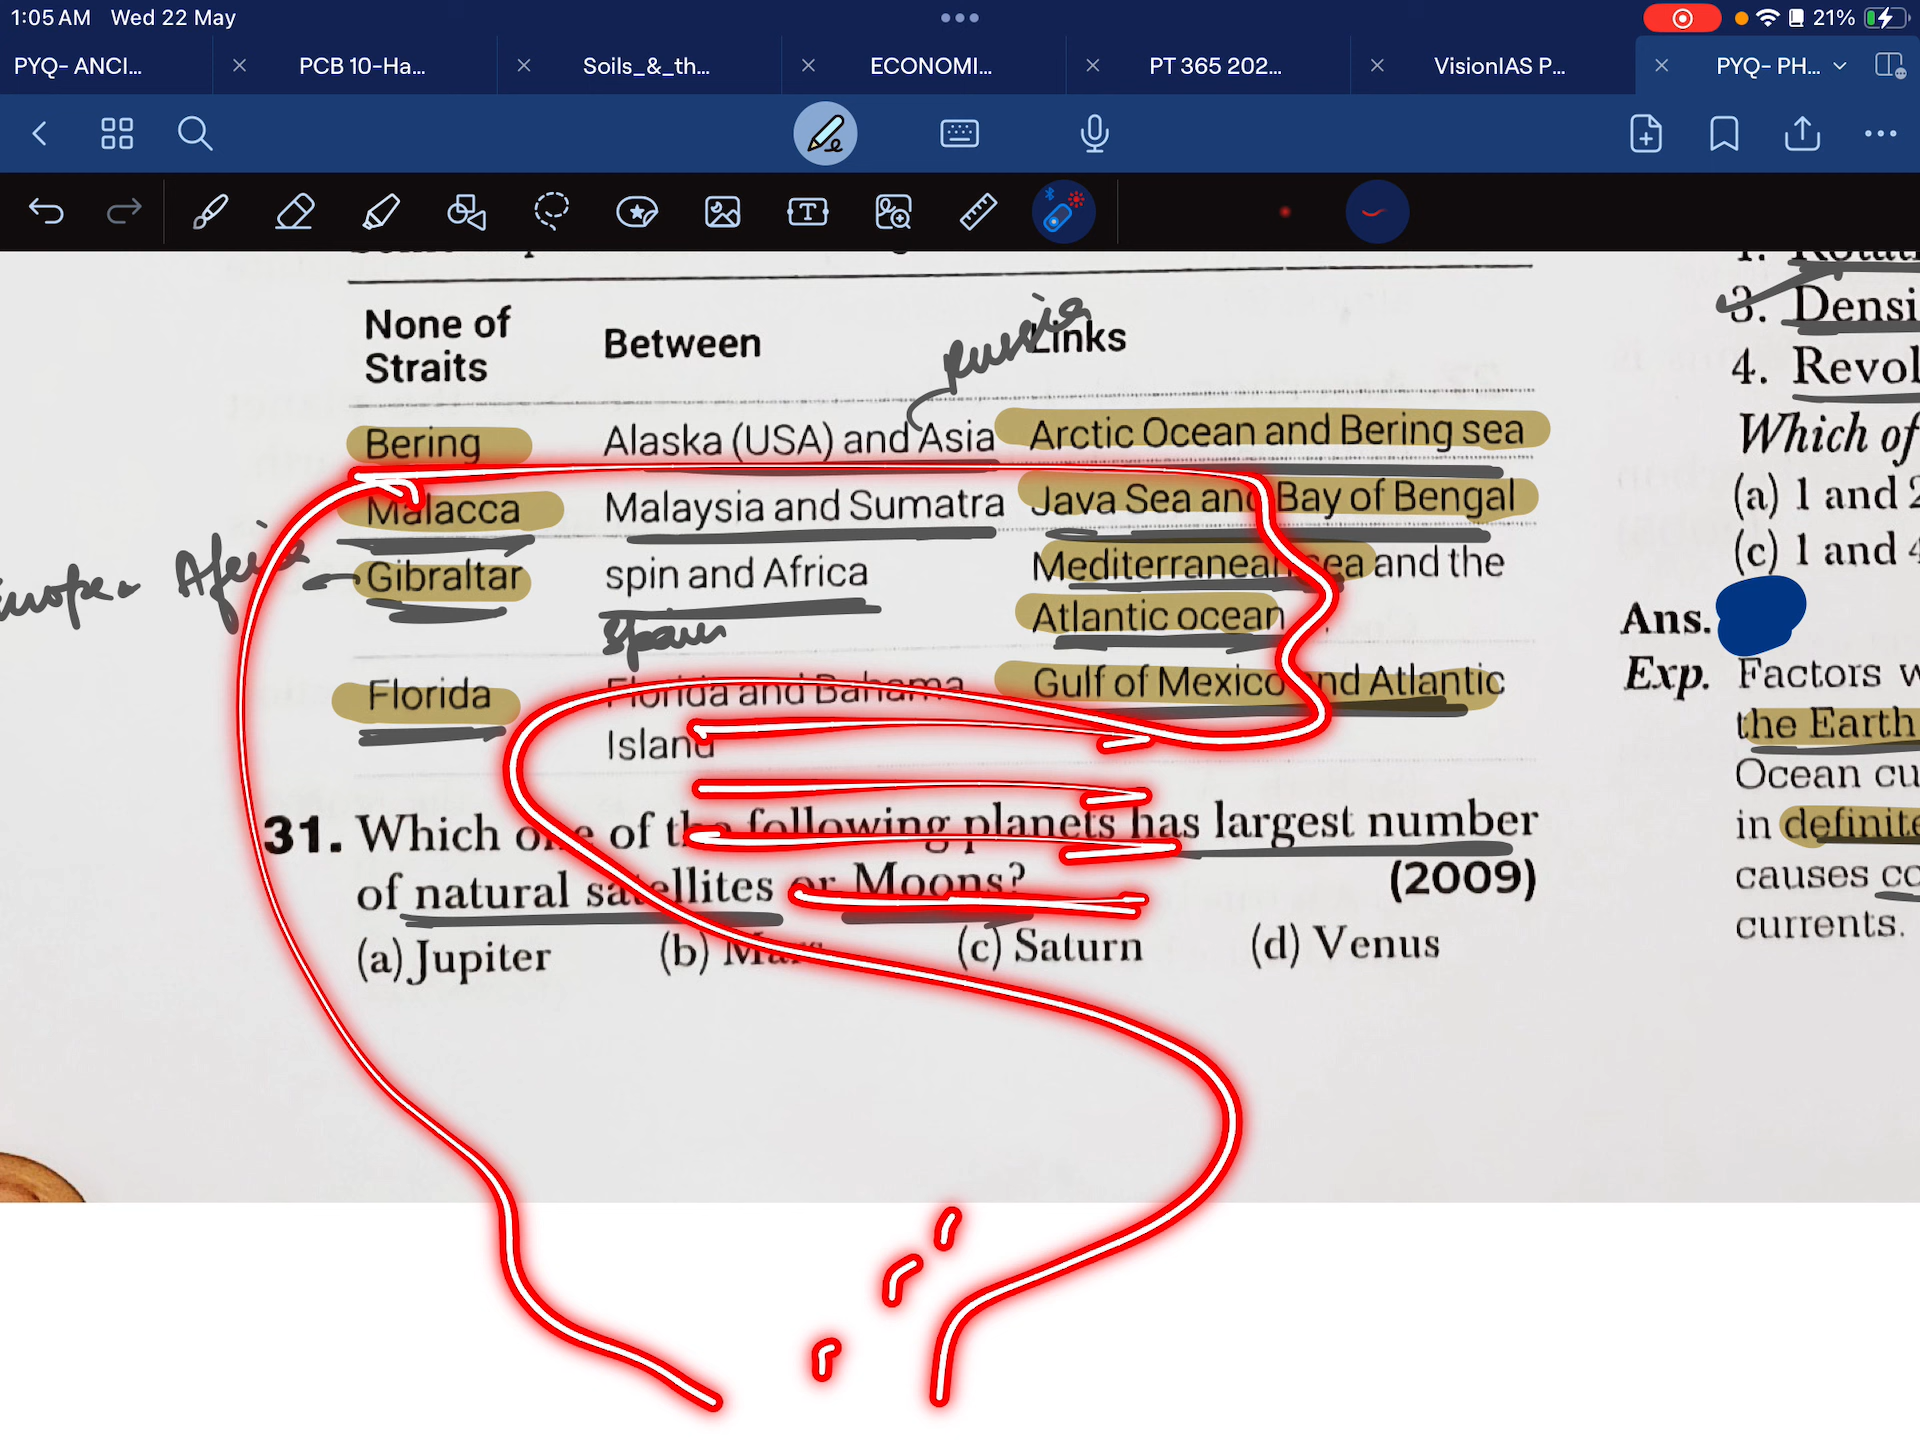 1:05 AM Wed 22 May
21%
PYQ- ANCI...
PCB 10-Ha...
Soils_&_th...
ECONOMI...
PT 365 202...
VisionIAS P...
PYQ- PH...
None of Straits Between Links
Russia
Bering Alaska (USA) and Asia Arctic Ocean and Bering sea
Malacca Malaysia and Sumatra Java Sea and Bay of Bengal
Gibraltar spin and Africa Mediterranean sea and the
Atlantic ocean
Spain
Florida Florida and Bahama Gulf of Mexico and Atlantic
Island
31. Which one of the following planets has largest number
of natural satellites or Moons? (2009)
(a) Jupiter (b) Mars (c) Saturn (d) Venus
3. Densi
4. Revol
Which of
(a) 1 and 2
(c) 1 and 4
Ans.
Exp. Factors w
the Earth
Ocean cu
in definite
causes co
currents.